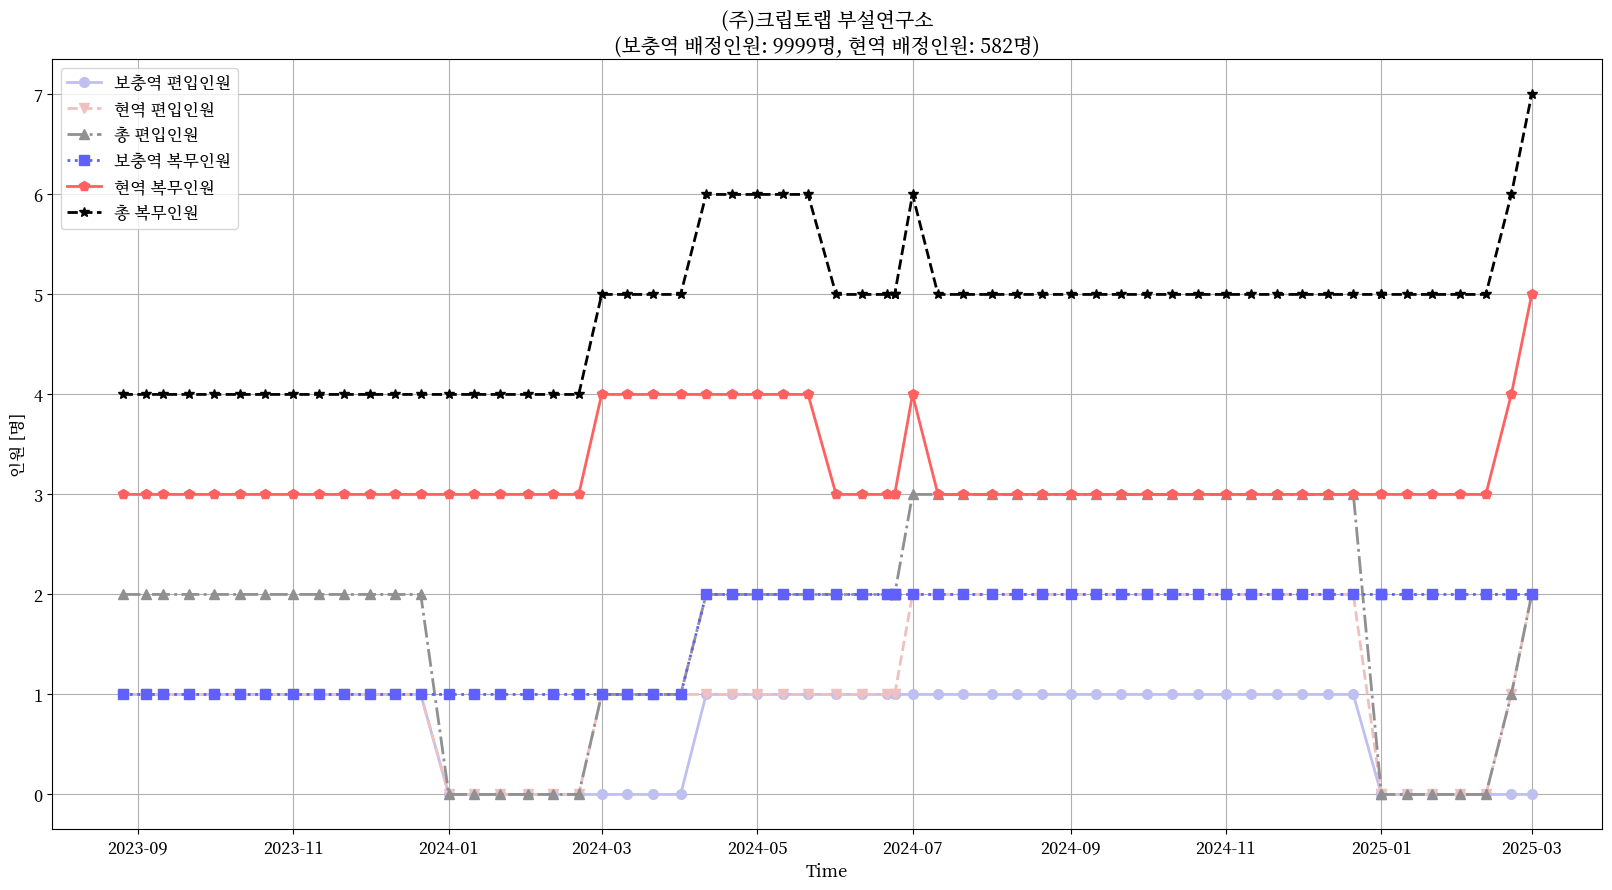 (주)크립토랩 부설연구소
(보충역 배정인원: 9999명, 현역 배정인원: 582명)
보충역 편입인원
현역 편입인원
총 편입인원
보충역 복무인원
현역 복무인원
총 복무인원
7
6
5
4
3
2
1
0
인원 [명]
2023-09 2023-11 2024-01 2024-03 2024-05 2024-07 2024-09 2024-11 2025-01 2025-03
Time